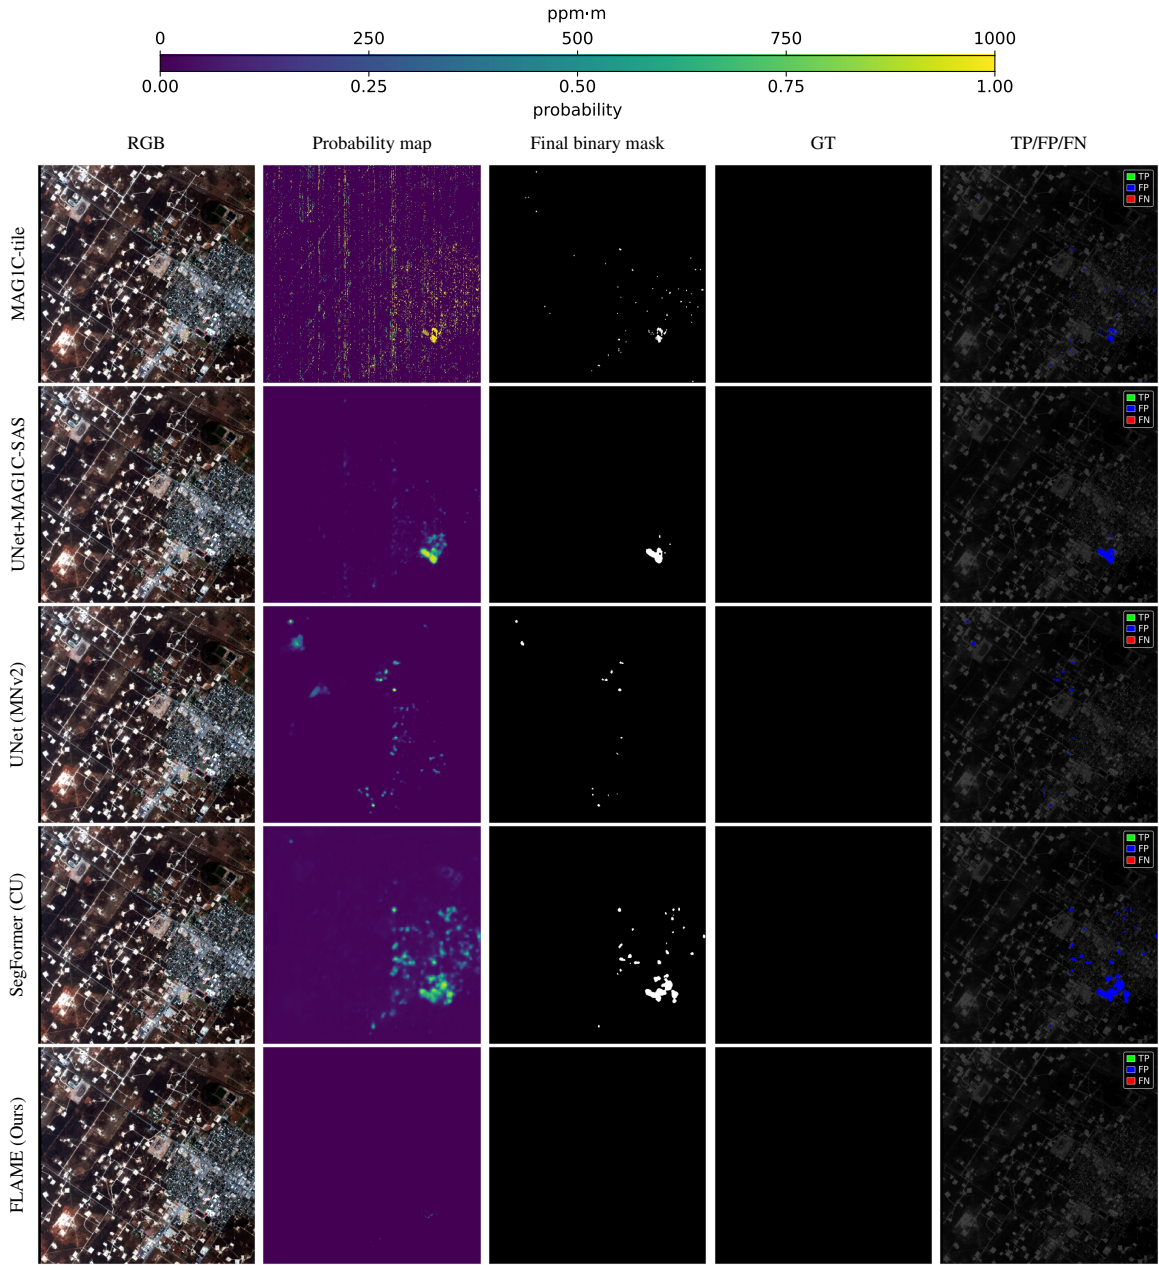 ppm·m
0 250 500 750 1000
0.00 0.25 0.50 0.75 1.00
probability
RGB Probability map Final binary mask GT TP/FP/FN
MAG1C-tile
TP
FP
FN
UNet+MAG1C-SAS
TP
FP
FN
UNet (MNv2)
TP
FP
FN
SegFormer (CU)
TP
FP
FN
FLAME (Ours)
TP
FP
FN